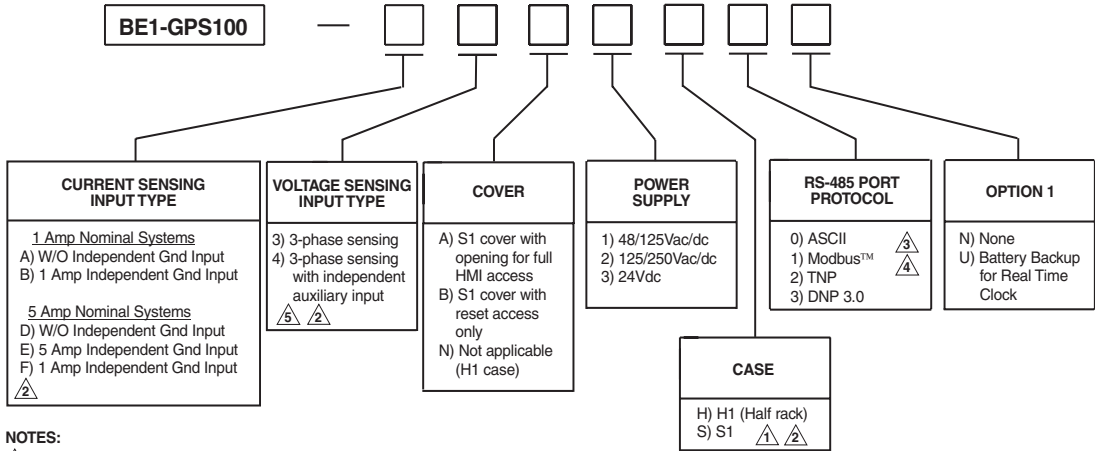 BE1-GPS100 —
CURRENT SENSING
INPUT TYPE
1 Amp Nominal Systems
A) W/O Independent Gnd Input
B) 1 Amp Independent Gnd Input
5 Amp Nominal Systems
D) W/O Independent Gnd Input
E) 5 Amp Independent Gnd Input
F) 1 Amp Independent Gnd Input
2
VOLTAGE SENSING
INPUT TYPE
3) 3-phase sensing
4) 3-phase sensing
with independent
auxiliary input
5 2
COVER
A) S1 cover with
opening for full
HMI access
B) S1 cover with
reset access
only
N) Not applicable
(H1 case)
POWER
SUPPLY
1) 48/125Vac/dc
2) 125/250Vac/dc
3) 24Vdc
CASE
H) H1 (Half rack)
S) S1 1 2
RS-485 PORT
PROTOCOL
0) ASCII 3
1) Modbus™ 4
2) TNP
3) DNP 3.0
OPTION 1
N) None
U) Battery Backup
for Real Time
Clock
NOTES: